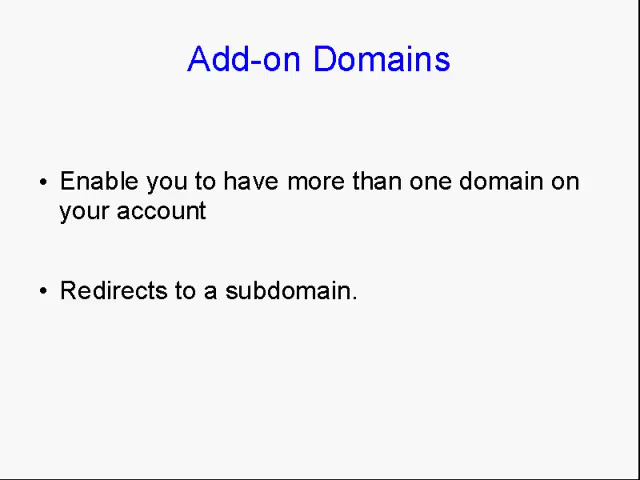 Add-on Domains
• Enable you to have more than one domain on
your account
• Redirects to a subdomain.